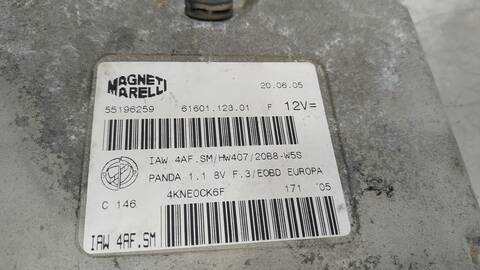 MAGNETI MARELLI
20.06.05
55196259 61601.123.01 F 12V=
IAW 4AF.SM/HW407/20B8-W5S
PANDA 1.1 8V F.3/EOBD EUROPA
4KNE0CK6F 171 05
C 146
IAW 4AF.SM